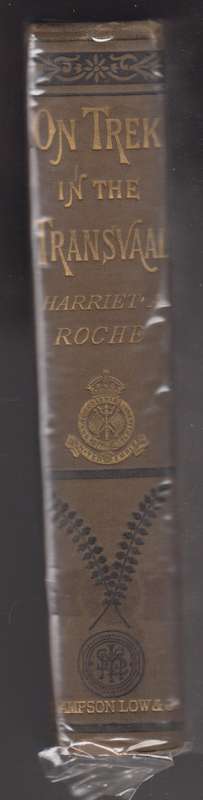 ON TREK
IN THE
TRANSVAAL
HARRIET A
ROCHE
AMPSON LOW &